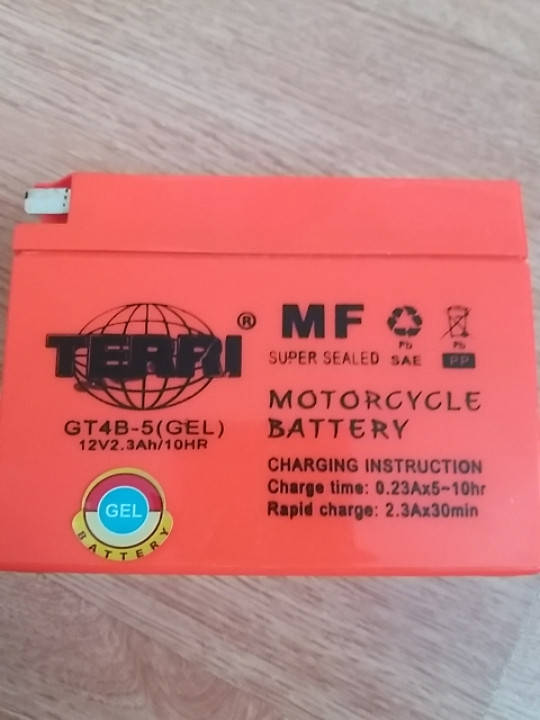 TERRI ®
GT4B-5(GEL)
12V2.3Ah/10HR
GEL
BATTERY
MF
SUPER SEALED
Pb
SAE
Pb
PP
MOTORCYCLE
BATTERY
CHARGING INSTRUCTION
Charge time: 0.23Ax5~10hr
Rapid charge: 2.3Ax30min